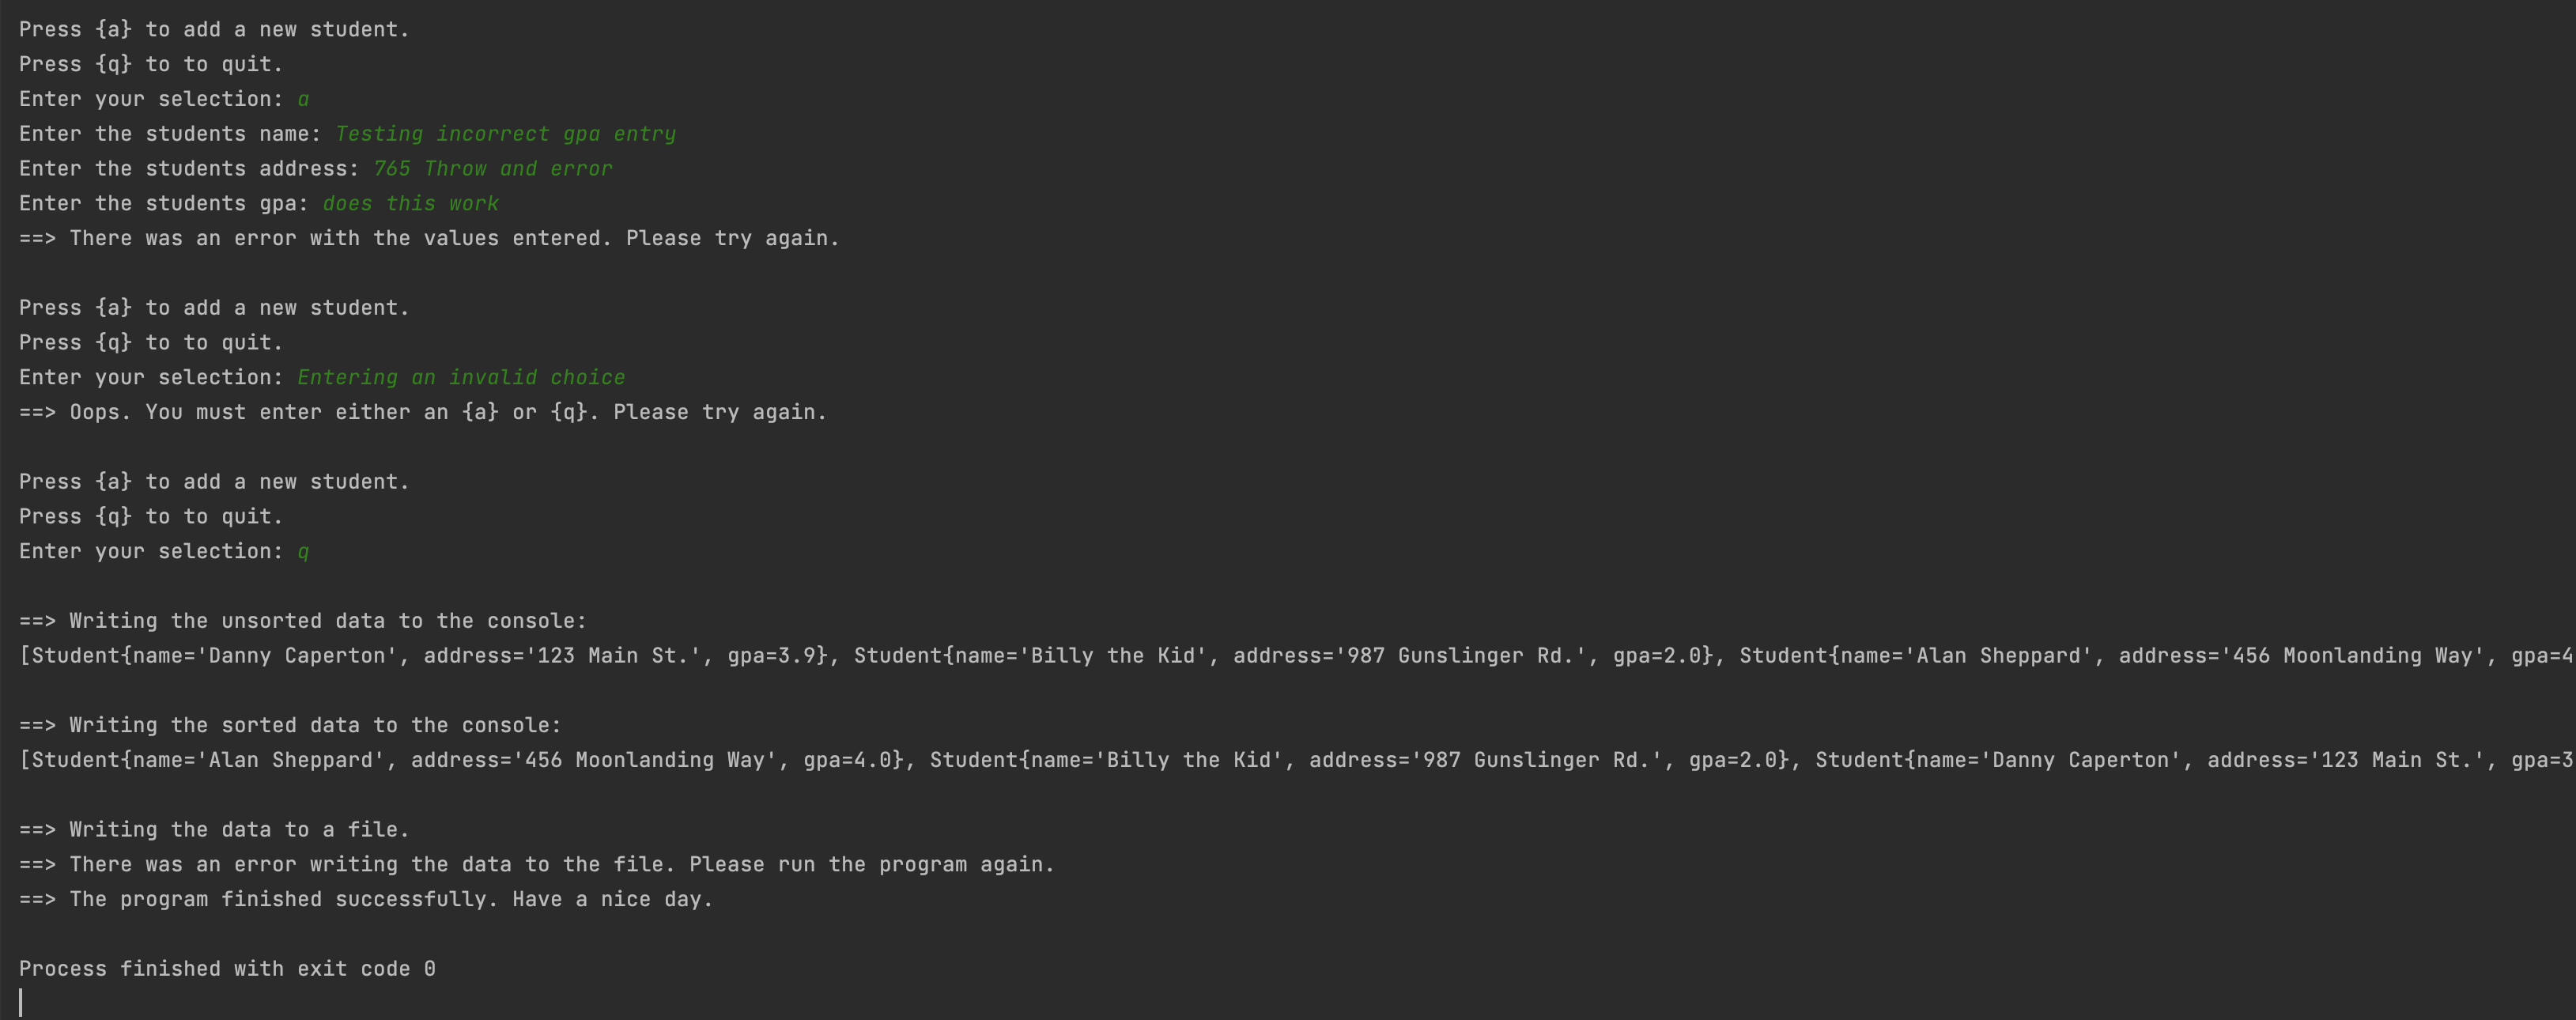 Press {a} to add a new student.
Press {q} to to quit.
Enter your selection: a
Enter the students name: Testing incorrect gpa entry
Enter the students address: 765 Throw and error
Enter the students gpa: does this work
==> There was an error with the values entered. Please try again.
Press {a} to add a new student.
Press {q} to to quit.
Enter your selection: Entering an invalid choice
==> Oops. You must enter either an {a} or {q}. Please try again.
Press {a} to add a new student.
Press {q} to to quit.
Enter your selection: q
==> Writing the unsorted data to the console:
[Student{name='Danny Caperton', address='123 Main St.', gpa=3.9}, Student{name='Billy the Kid', address='987 Gunslinger Rd.', gpa=2.0}, Student{name='Alan Sheppard', address='456 Moonlanding Way', gpa=4
==> Writing the sorted data to the console:
[Student{name='Alan Sheppard', address='456 Moonlanding Way', gpa=4.0}, Student{name='Billy the Kid', address='987 Gunslinger Rd.', gpa=2.0}, Student{name='Danny Caperton', address='123 Main St.', gpa=3
==> Writing the data to a file.
==> There was an error writing the data to the file. Please run the program again.
==> The program finished successfully. Have a nice day.
Process finished with exit code 0